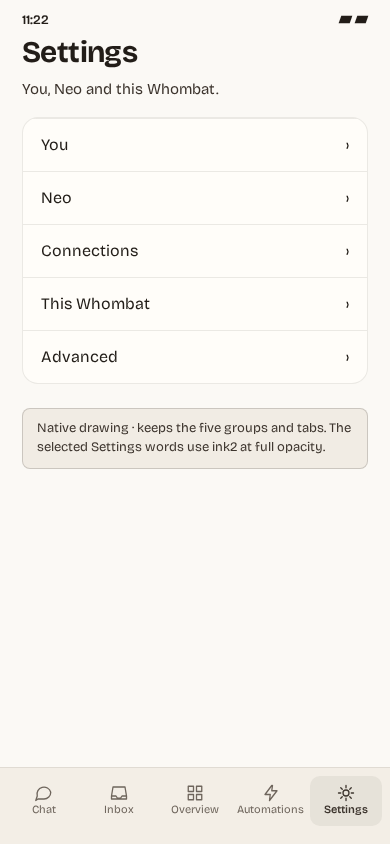 11:22
Settings
You, Neo and this Whombat.
You
Neo
Connections
This Whombat
Advanced
Native drawing · keeps the five groups and tabs. The
selected Settings words use ink2 at full opacity.
Chat
Inbox
Overview
Automations
Settings